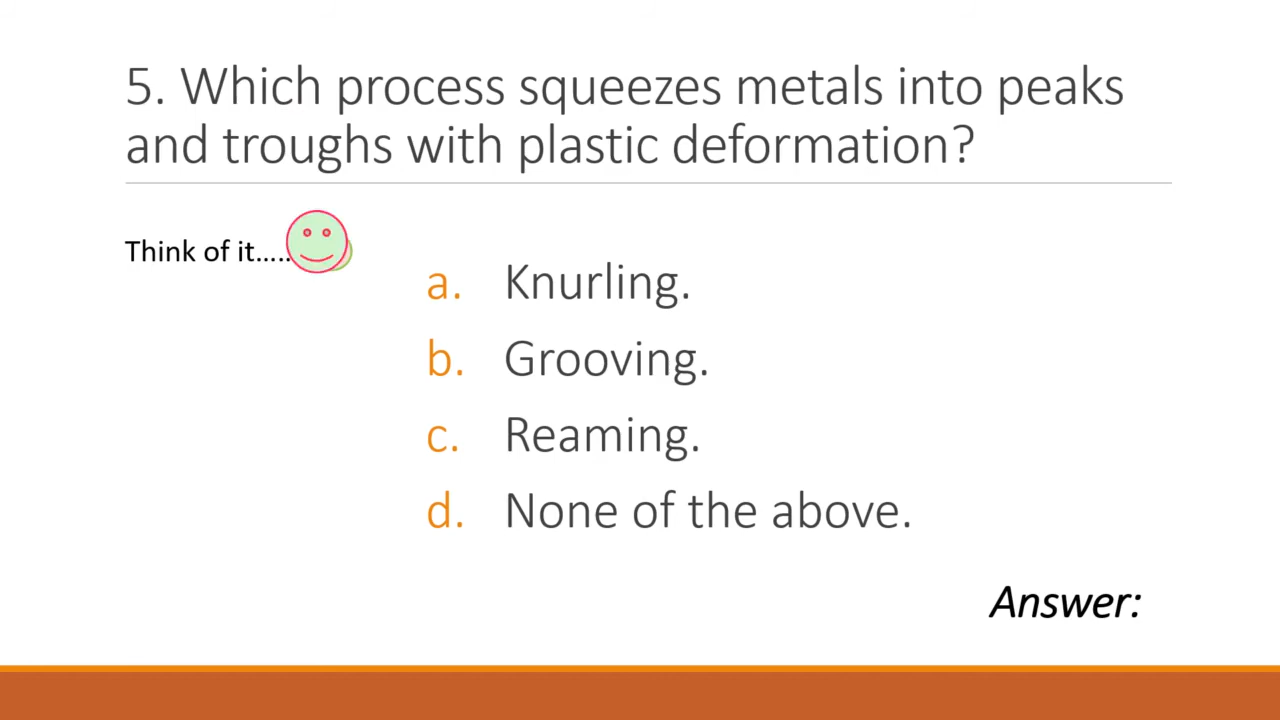 5. Which process squeezes metals into peaks
and troughs with plastic deformation?
Think of it.....
a. Knurling.
b. Grooving.
c. Reaming.
d. None of the above.
Answer: